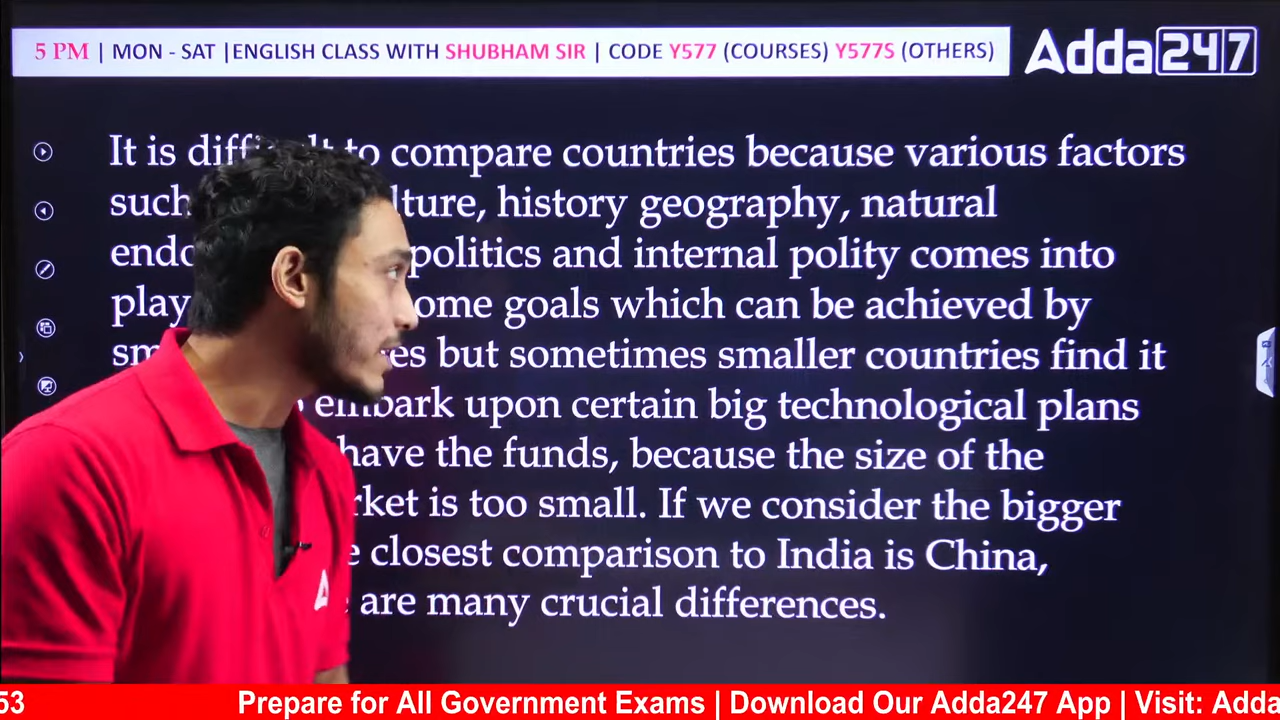 5 PM | MON - SAT |ENGLISH CLASS WITH SHUBHAM SIR | CODE Y577 (COURSES) Y577S (OTHERS)
Adda247
It is difficult to compare countries because various factors
such lture, history geography, natural
endo politics and internal polity comes into
play ome goals which can be achieved by
sm es but sometimes smaller countries find it
embark upon certain big technological plans
have the funds, because the size of the
rket is too small. If we consider the bigger
e closest comparison to India is China,
are many crucial differences.
53 Prepare for All Government Exams | Download Our Adda247 App | Visit: Adda